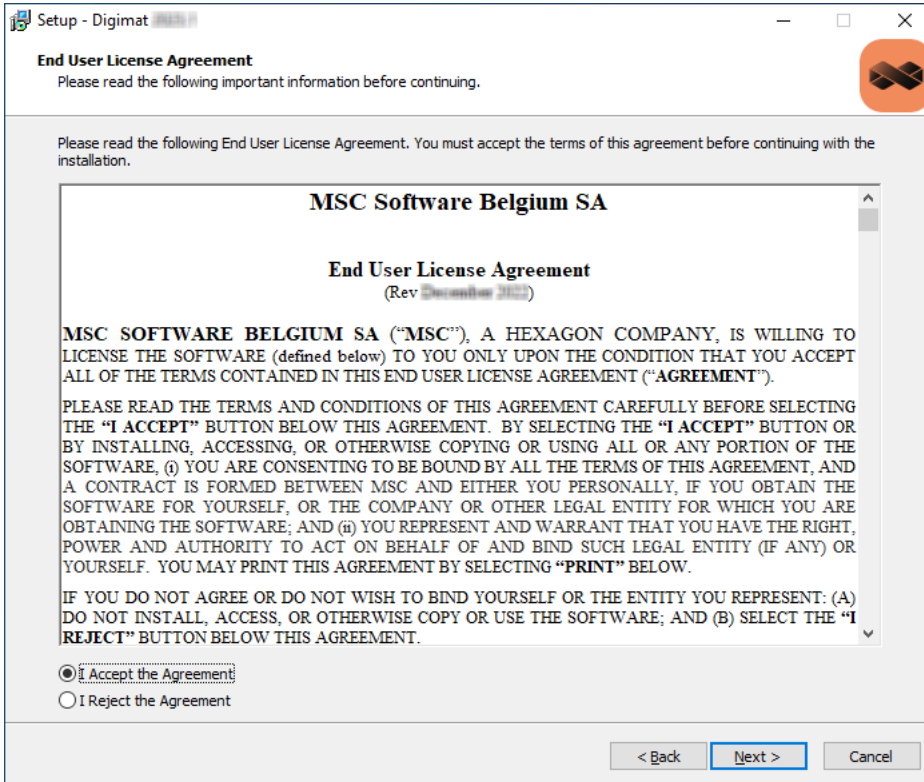 Setup - Digimat
End User License Agreement
Please read the following important information before continuing.
Please read the following End User License Agreement. You must accept the terms of this agreement before continuing with the
installation.
MSC Software Belgium SA
End User License Agreement
(Rev )
MSC SOFTWARE BELGIUM SA (“MSC”), A HEXAGON COMPANY, IS WILLING TO
LICENSE THE SOFTWARE (defined below) TO YOU ONLY UPON THE CONDITION THAT YOU ACCEPT
ALL OF THE TERMS CONTAINED IN THIS END USER LICENSE AGREEMENT (“AGREEMENT”).
PLEASE READ THE TERMS AND CONDITIONS OF THIS AGREEMENT CAREFULLY BEFORE SELECTING
THE “I ACCEPT” BUTTON BELOW THIS AGREEMENT. BY SELECTING THE “I ACCEPT” BUTTON OR
BY INSTALLING, ACCESSING, OR OTHERWISE COPYING OR USING ALL OR ANY PORTION OF THE
SOFTWARE, (i) YOU ARE CONSENTING TO BE BOUND BY ALL THE TERMS OF THIS AGREEMENT, AND
A CONTRACT IS FORMED BETWEEN MSC AND EITHER YOU PERSONALLY, IF YOU OBTAIN THE
SOFTWARE FOR YOURSELF, OR THE COMPANY OR OTHER LEGAL ENTITY FOR WHICH YOU ARE
OBTAINING THE SOFTWARE; AND (ii) YOU REPRESENT AND WARRANT THAT YOU HAVE THE RIGHT,
POWER AND AUTHORITY TO ACT ON BEHALF OF AND BIND SUCH LEGAL ENTITY (IF ANY) OR
YOURSELF. YOU MAY PRINT THIS AGREEMENT BY SELECTING “PRINT” BELOW.
IF YOU DO NOT AGREE OR DO NOT WISH TO BIND YOURSELF OR THE ENTITY YOU REPRESENT: (A)
DO NOT INSTALL, ACCESS, OR OTHERWISE COPY OR USE THE SOFTWARE; AND (B) SELECT THE “I
REJECT” BUTTON BELOW THIS AGREEMENT.
I Accept the Agreement
I Reject the Agreement
< Back
Next >
Cancel